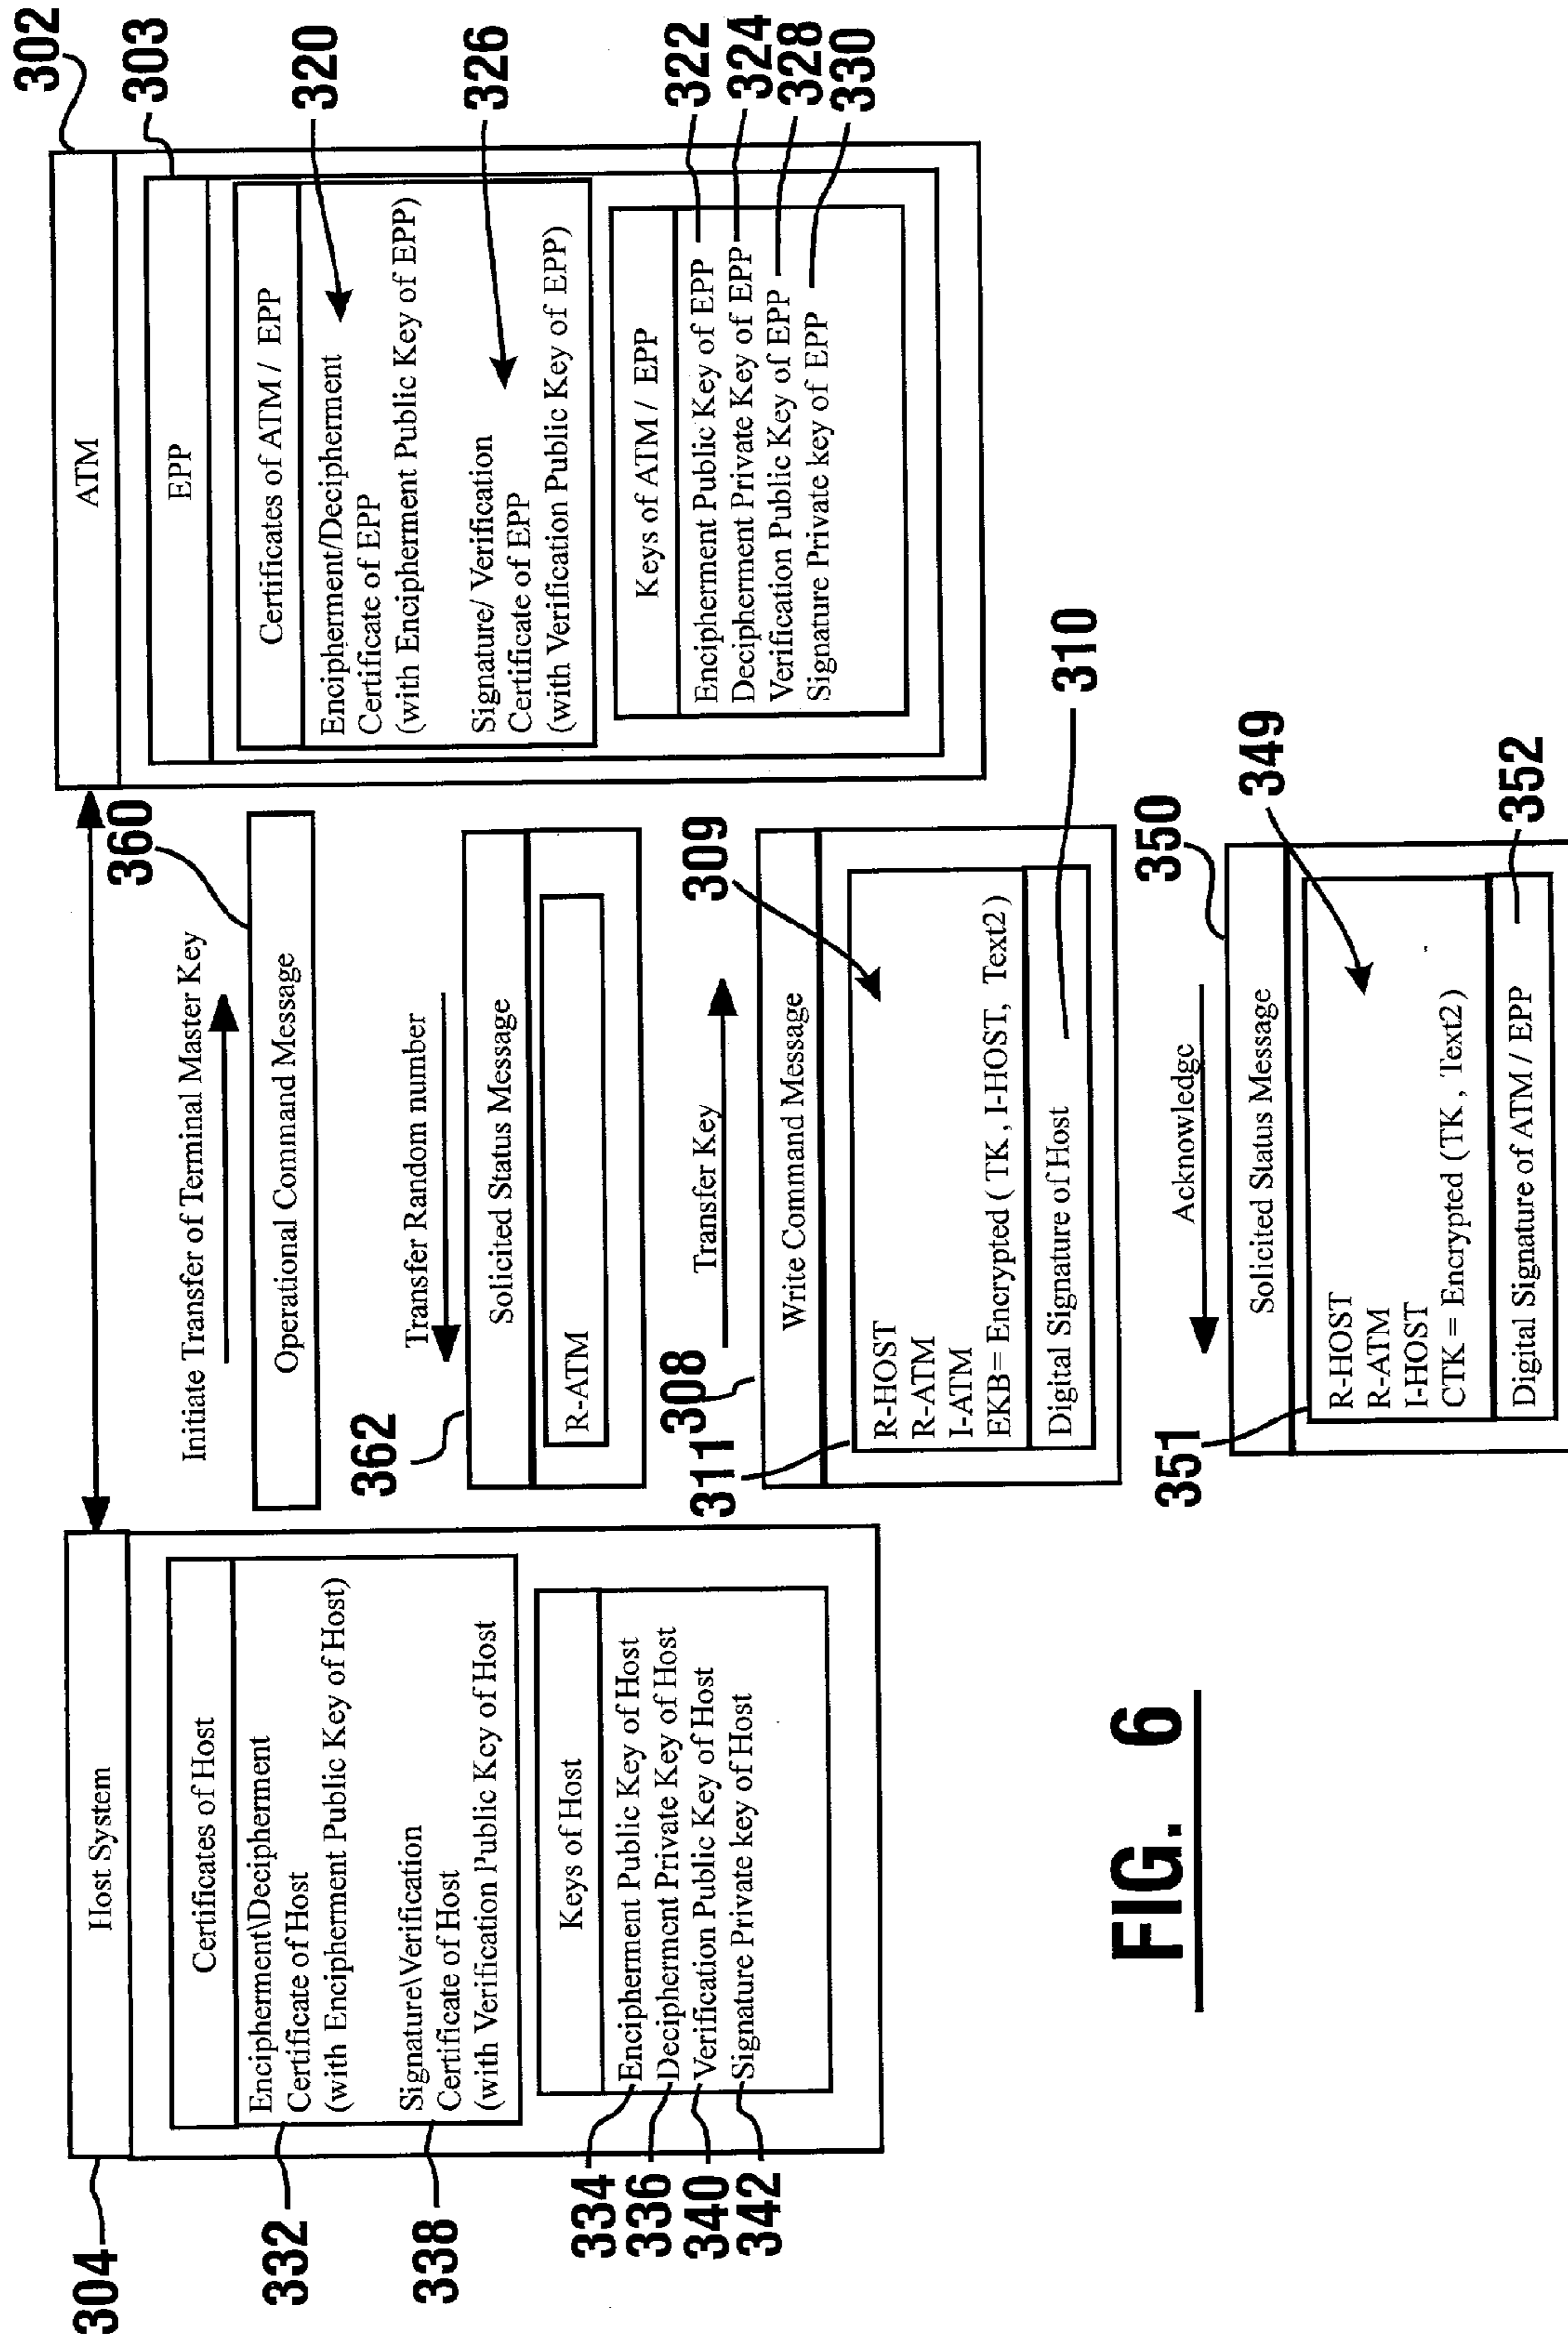 304
Host System
Certificates of Host
332
Encipherment\Decipherment
Certificate of Host
(with Encipherment Public Key of Host)
338
Signature\Verification
Certificate of Host
(with Verification Public Key of Host
Keys of Host
334
Encipherment Public Key of Host
336
Decipherment Private Key of Host
340
Verification Public Key of Host
342
Signature Private key of Host
Initiate Transfer of Terminal Master Key
360
Operational Command Message
Transfer Random number
362
Solicited Status Message
R-ATM
308
Transfer Key
309
311
Write Command Message
R-HOST
R-ATM
I-ATM
EKB= Encrypted ( TK , I-HOST, Text2)
Digital Signature of Host
310
Acknowledge
350
349
351
Solicited Status Message
R-HOST
R-ATM
I-HOST
CTK = Encrypted (TK , Text2)
Digital Signature of ATM / EPP
352
302
ATM
303
EPP
Certificates of ATM / EPP
320
Encipherment/Decipherment
Certificate of EPP
(with Encipherment Public Key of EPP)
326
Signature/ Verification
Certificate of EPP
(with Verification Public Key of EPP)
Keys of ATM / EPP
Encipherment Public Key of EPP
322
Decipherment Private Key of EPP
324
Verification Public Key of EPP
328
Signature Private key of EPP
330
FIG. 6